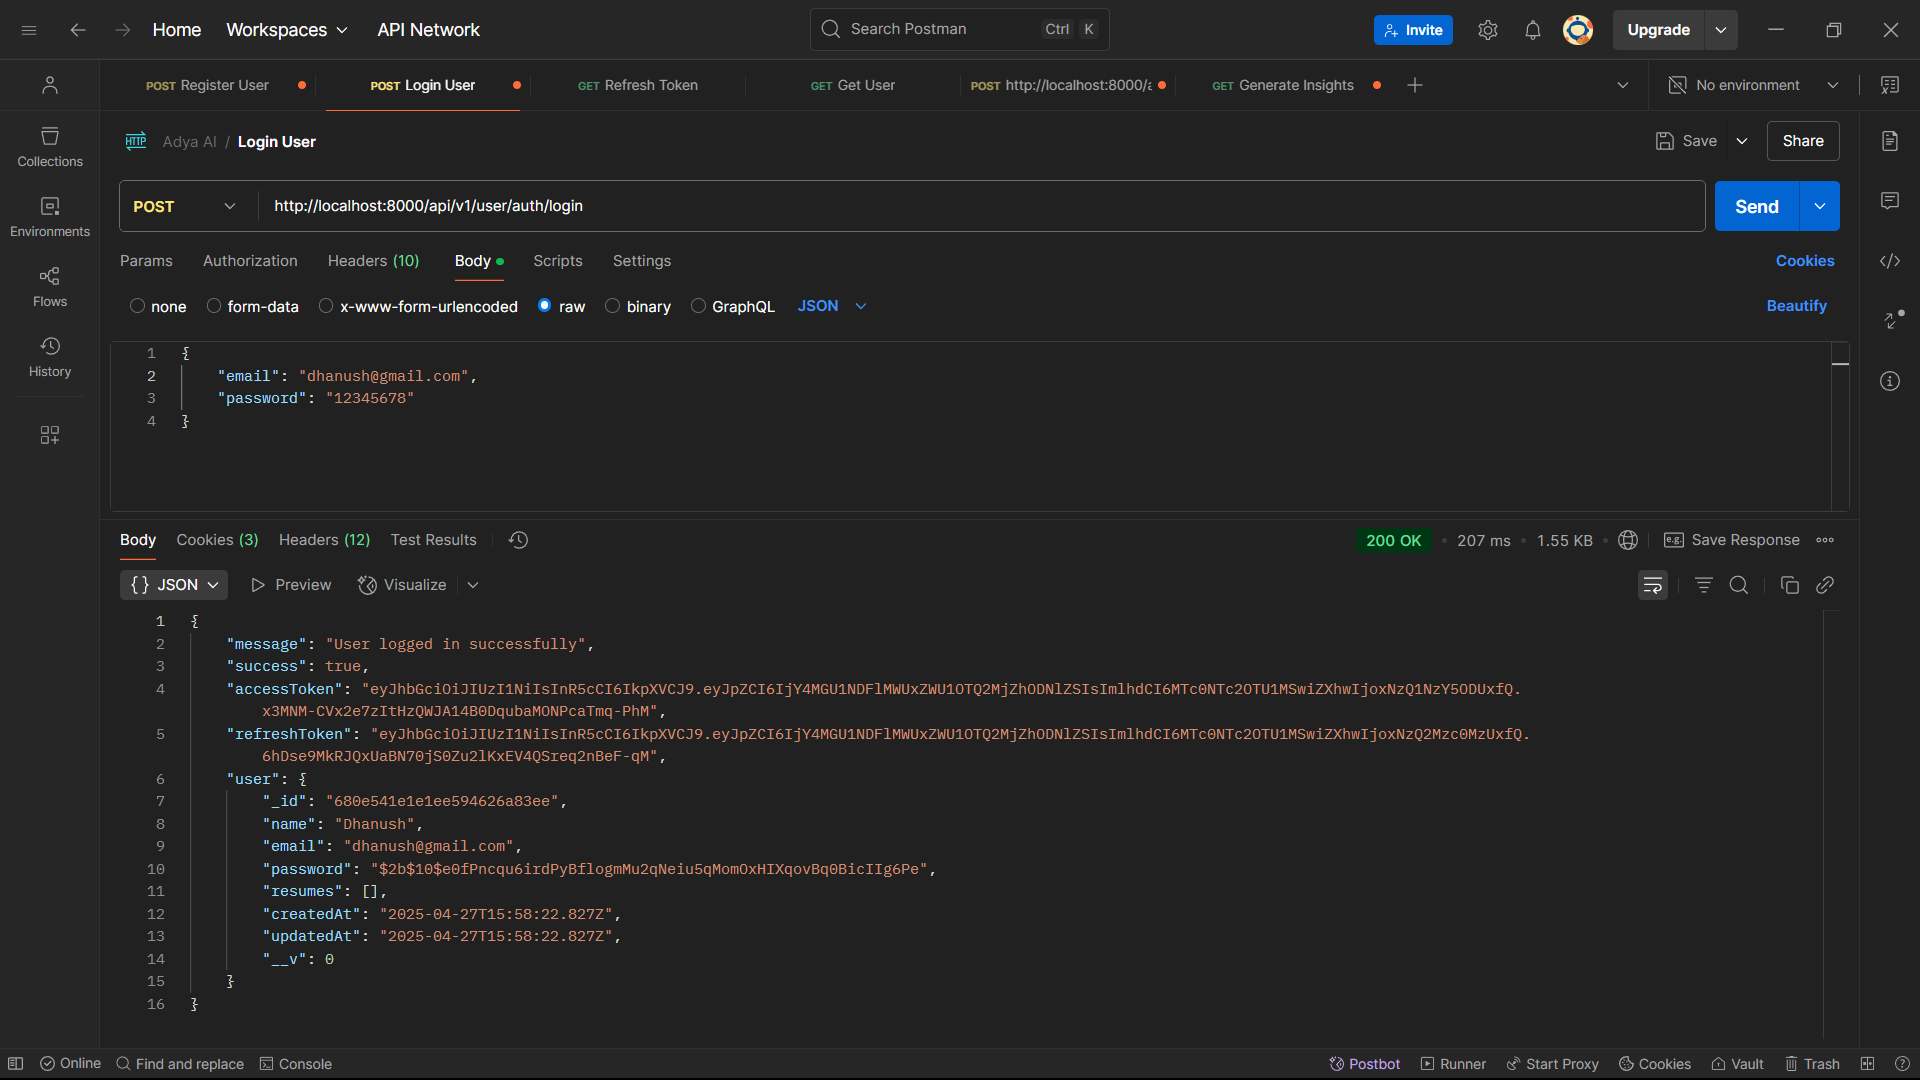 Home Workspaces API Network Search Postman Ctrl K Invite Upgrade
POST Register User POST Login User GET Refresh Token GET Get User POST http://localhost:8000/a GET Generate Insights No environment
HTTP Adya AI / Login User Save Share
POST http://localhost:8000/api/v1/user/auth/login Send
Params Authorization Headers (10) Body Scripts Settings Cookies
none form-data x-www-form-urlencoded raw binary GraphQL JSON Beautify
Collections
Environments
Flows
History
1 {
2 "email": "dhanush@gmail.com",
3 "password": "12345678"
4 }
Body Cookies (3) Headers (12) Test Results 200 OK 207 ms 1.55 KB e.g. Save Response
{} JSON Preview Visualize
1 {
2 "message": "User logged in successfully",
3 "success": true,
4 "accessToken": "eyJhbGciOiJIUzI1NiIsInR5cCI6IkpXVCJ9.eyJpZCI6IjY4MGU1NDFlMWUxZWU1OTQ2MjZhODNlZSIsImlhdCI6MTc0NTc2OTU1MSwiZXhwIjoxNzQ1NzY5ODUxfQ.
x3MNM-CVx2e7zItHzQWJA14B0DqubaMONPcaTmq-PhM",
5 "refreshToken": "eyJhbGciOiJIUzI1NiIsInR5cCI6IkpXVCJ9.eyJpZCI6IjY4MGU1NDFlMWUxZWU1OTQ2MjZhODNlZSIsImlhdCI6MTc0NTc2OTU1MSwiZXhwIjoxNzQ2Mzc0MzUxfQ.
6hDse9MkRJQxUaBN70jS0Zu2lKxEV4QSreq2nBeF-qM",
6 "user": {
7 "_id": "680e541e1e1ee594626a83ee",
8 "name": "Dhanush",
9 "email": "dhanush@gmail.com",
10 "password": "$2b$10$e0fPncqu6irdPyBflogmMu2qNeiu5qMomOxHIXqovBq0BicIIg6Pe",
11 "resumes": [],
12 "createdAt": "2025-04-27T15:58:22.827Z",
13 "updatedAt": "2025-04-27T15:58:22.827Z",
14 "__v": 0
15 }
16 }
Online Find and replace Console Postbot Runner Start Proxy Cookies Vault Trash